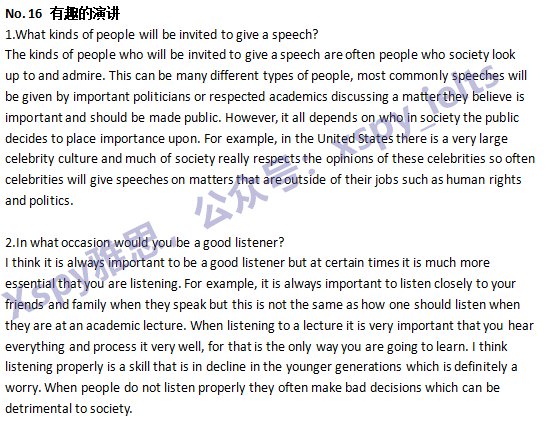 No. 16 有趣的演讲
1.What kinds of people will be invited to give a speech?
The kinds of people who will be invited to give a speech are often people who society look
up to and admire. This can be many different types of people, most commonly speeches will
be given by important politicians or respected academics discussing a matter they believe is
important and should be made public. However, it all depends on who in society the public
decides to place importance upon. For example, in the United States there is a very large
celebrity culture and much of society really respects the opinions of these celebrities so often
celebrities will give speeches on matters that are outside of their jobs such as human rights
and politics.
2.In what occasion would you be a good listener?
I think it is always important to be a good listener but at certain times it is much more
essential that you are listening. For example, it is always important to listen closely to your
friends and family when they speak but this is not the same as how one should listen when
they are at an academic lecture. When listening to a lecture it is very important that you hear
everything and process it very well, for that is the only way you are going to learn. I think
listening properly is a skill that is in decline in the younger generations which is definitely a
worry. When people do not listen properly they often make bad decisions which can be
detrimental to society.
Xspy雅思，公众号：xspy_ielts